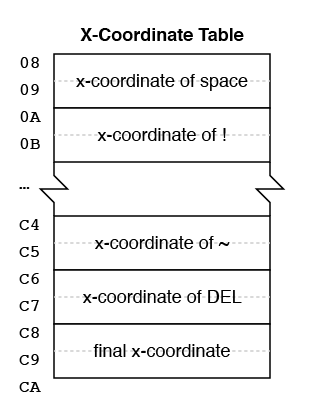 X-Coordinate Table
08
09
x-coordinate of space
0A
0B
x-coordinate of !
...
C4
C5
x-coordinate of ~
C6
C7
x-coordinate of DEL
C8
C9
final x-coordinate
CA